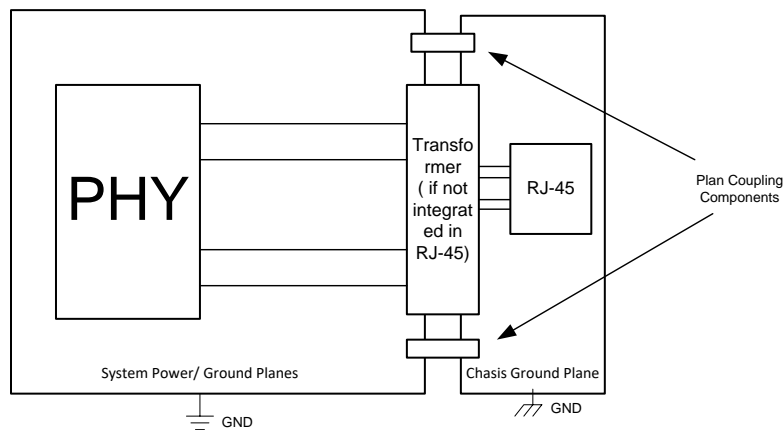 PHY
Transfo
rmer
( if not
integrat
ed in
RJ-45)
RJ-45
Plan Coupling
Components
System Power/ Ground Planes
Chasis Ground Plane
GND
GND